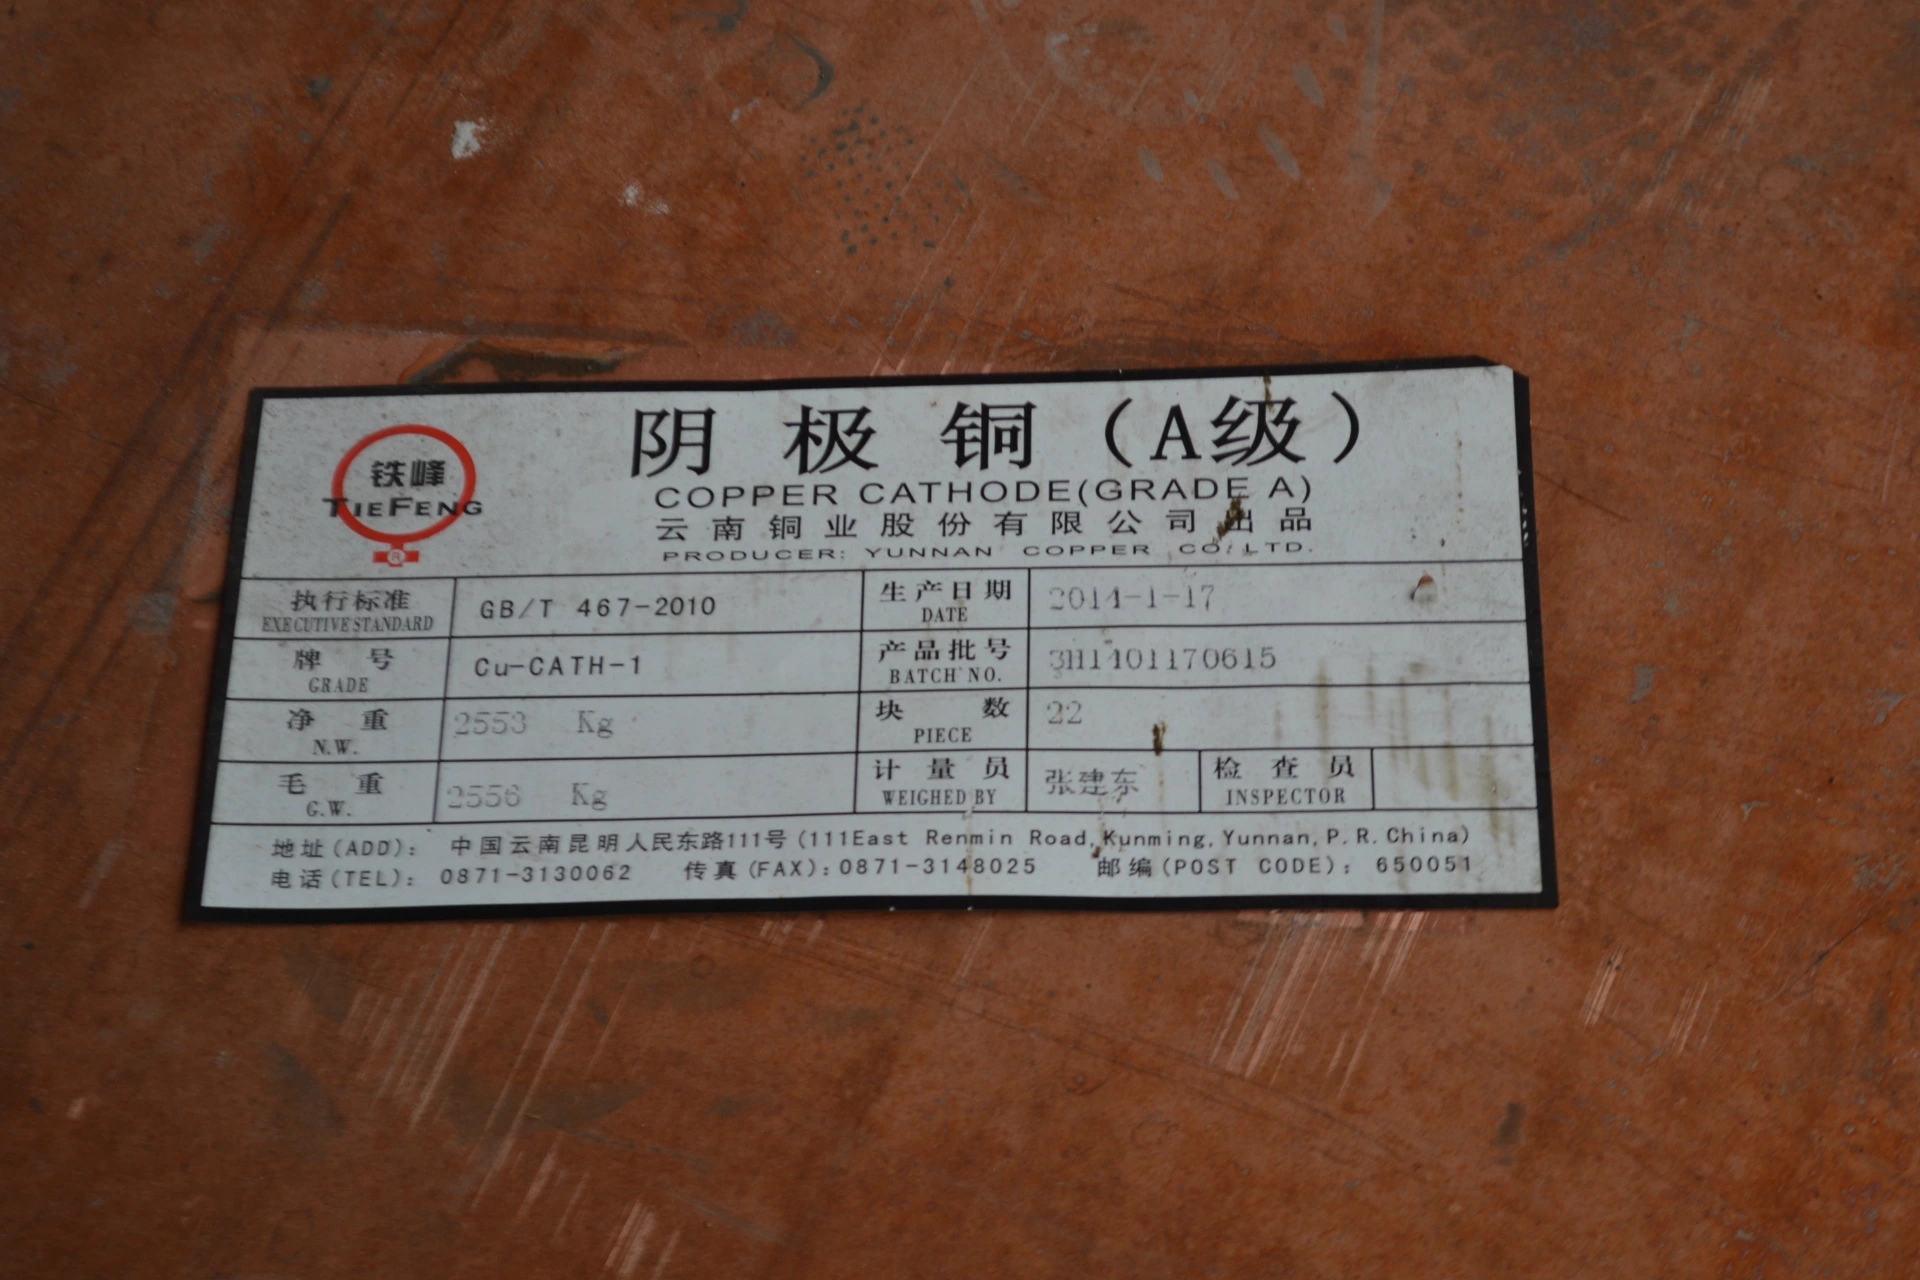 铁峰
TIEFENG
R
阴极铜（A级）
COPPER CATHODE(GRADE A)
云南铜业股份有限公司出品
PRODUCER: YUNNAN COPPER CO., LTD.
执行标准 GB/T 467-2010 生产日期 2014-1-17
EXECUTIVE STANDARD DATE
牌号 Cu-CATH-1 产品批号 3H1401170615
GRADE BATCH NO.
净重 2553 Kg 块数 22
N.W. PIECE
毛重 2556 Kg 计量员 张建东 检查员
G.W. WEIGHED BY INSPECTOR
地址(ADD): 中国云南昆明人民东路111号(111East Renmin Road,Kunming,Yunnan,P.R.China)
电话(TEL): 0871-3130062 传真(FAX):0871-3148025 邮编(POST CODE): 650051